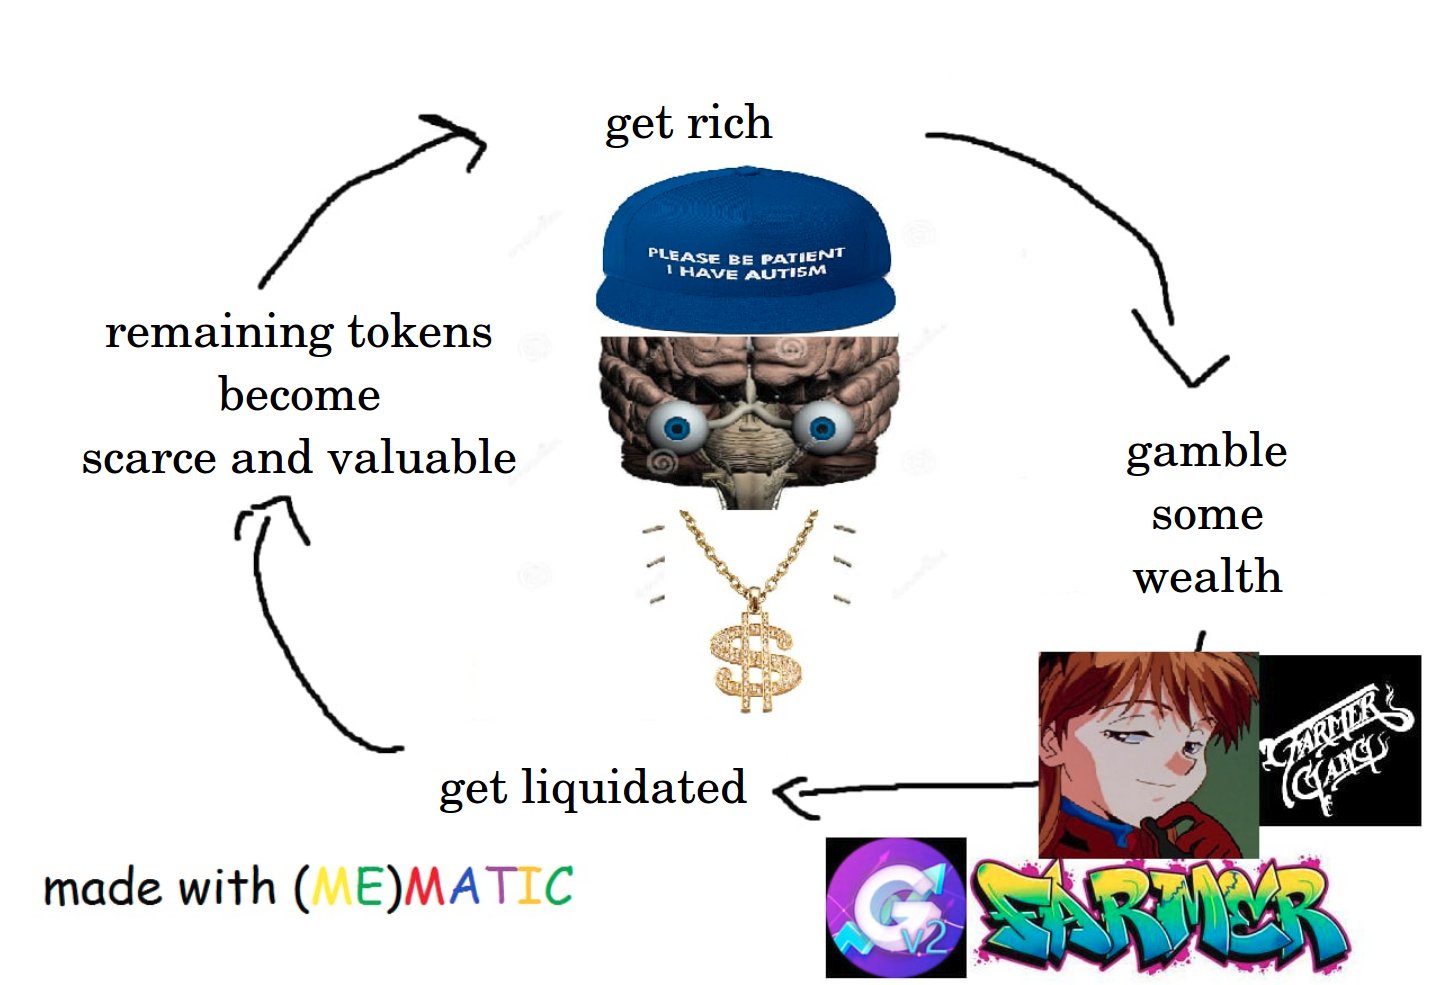 get rich
PLEASE BE PATIENT
I HAVE AUTISM
remaining tokens
become
scarce and valuable
gamble
some
wealth
FARMER
GANG
get liquidated
made with (ME)MATIC
G
v2
FARMER